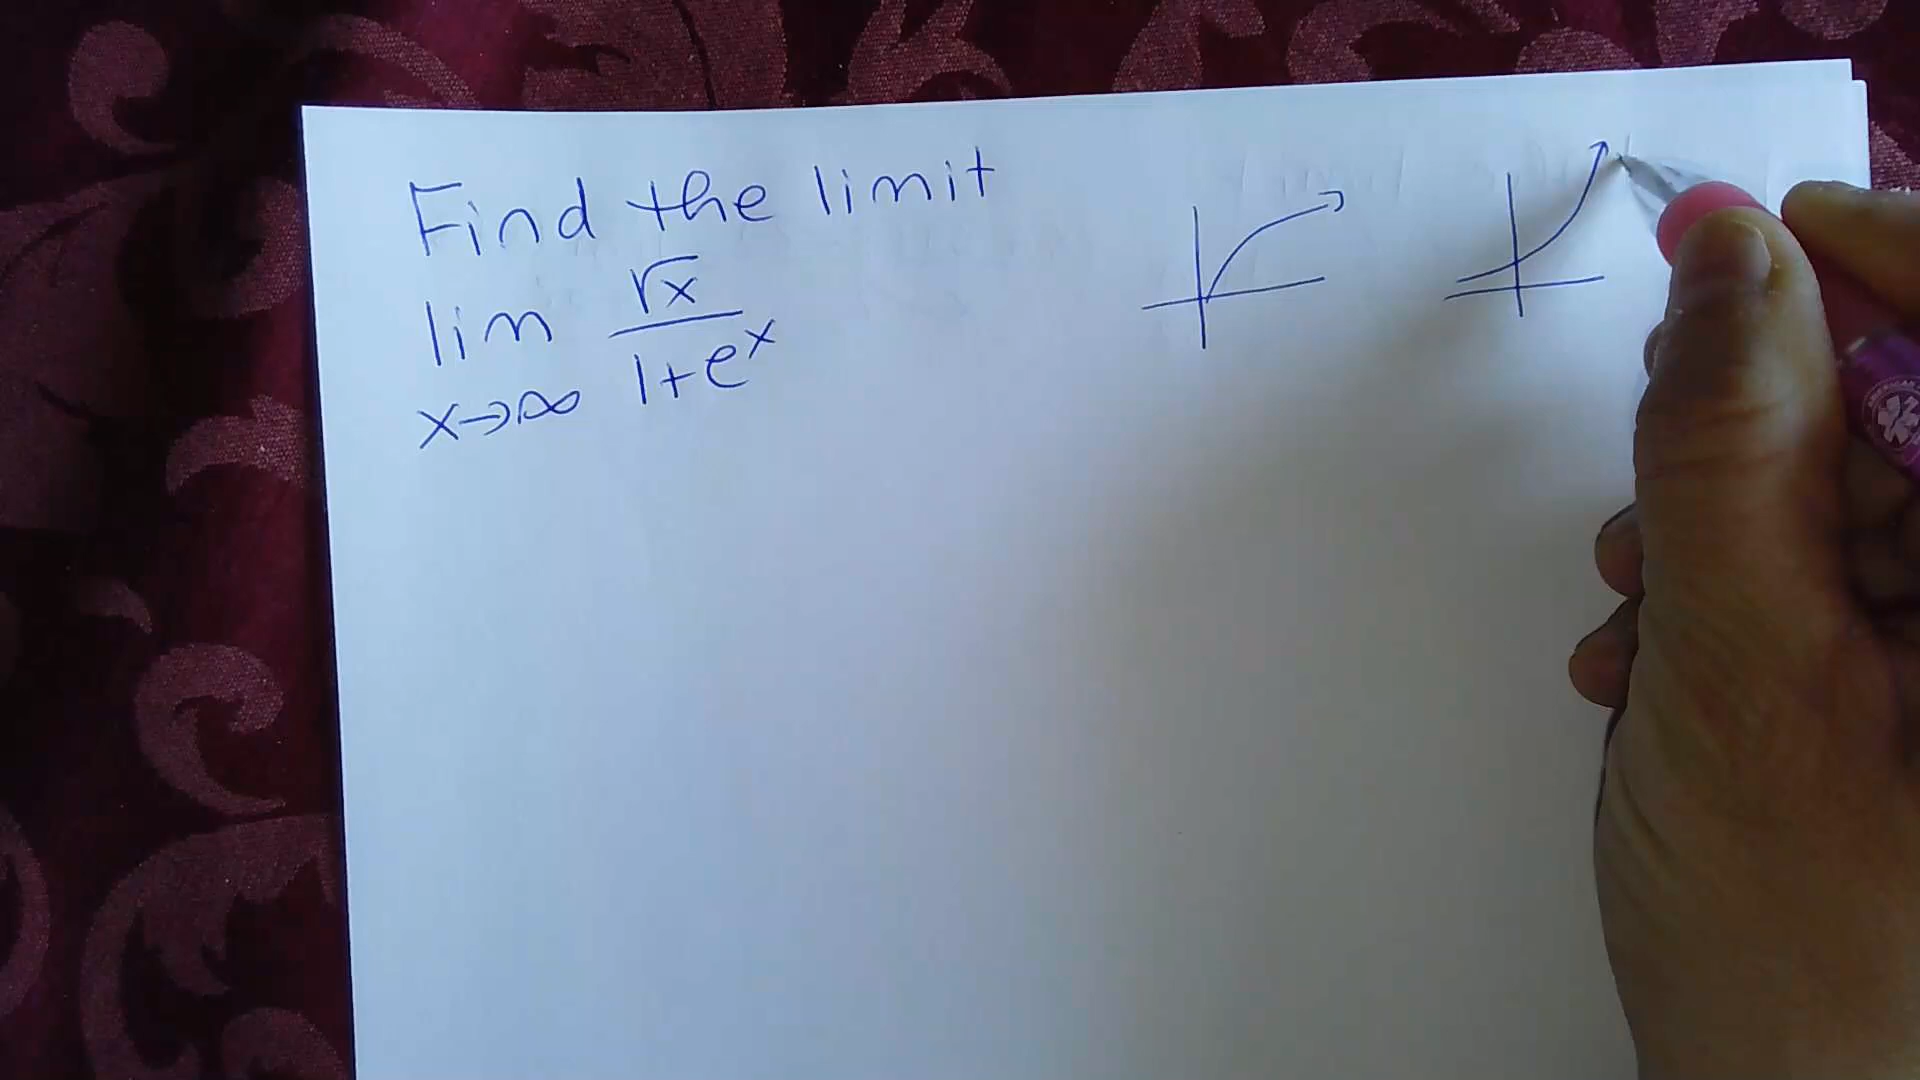 Find the limit
lim √x / 1+e^x
x→∞